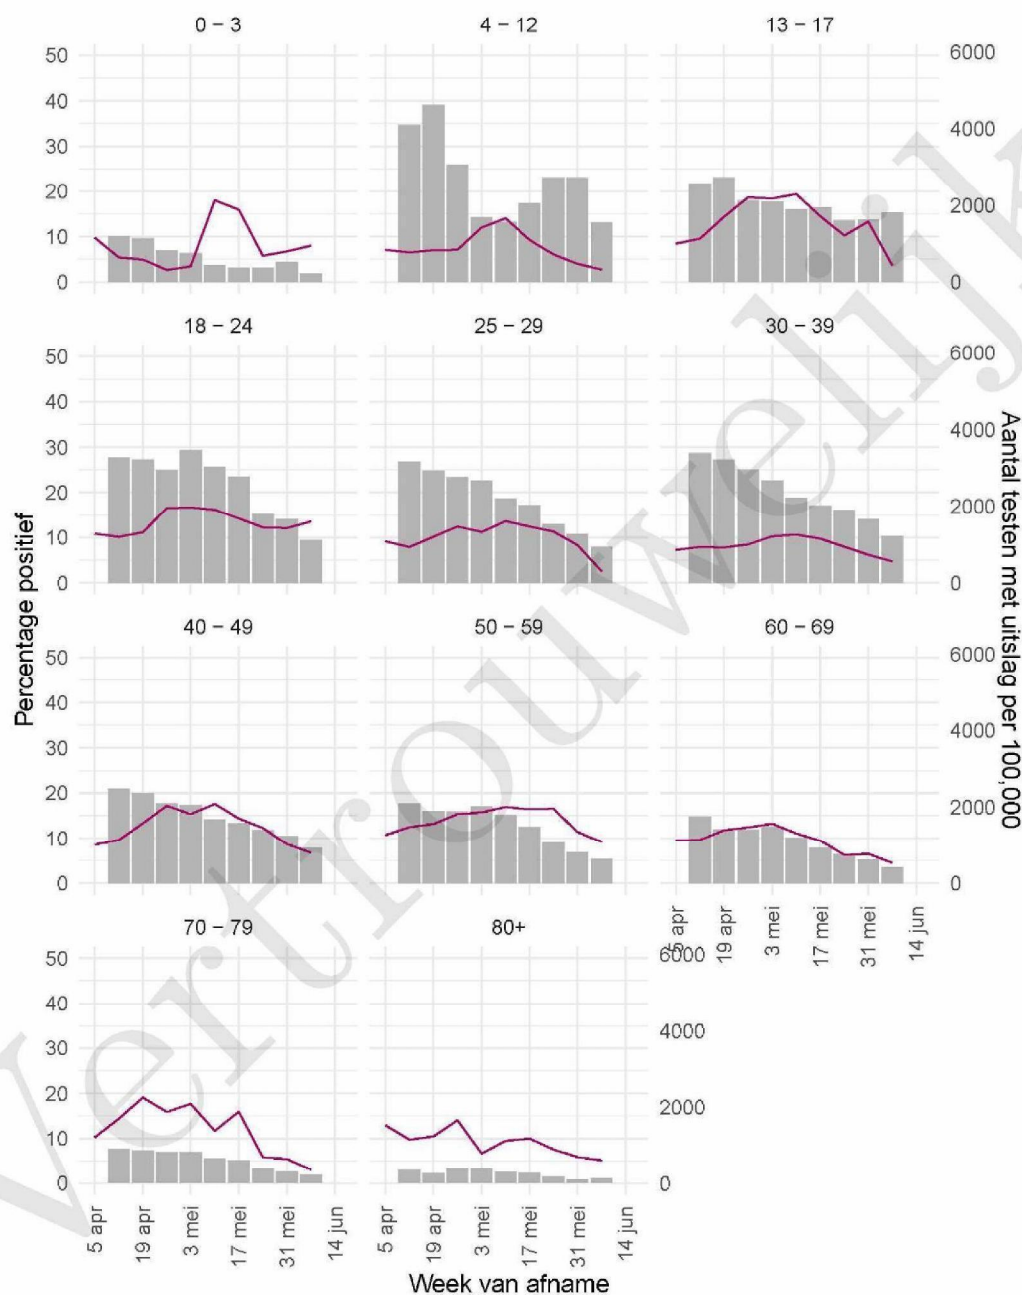 0 – 3 4 – 12 13 – 17
50 6000
40 4000
30
20 2000
10
0 0
18 – 24 25 – 29 30 – 39
50 6000
40 4000
30
20 2000
10
0 0
40 – 49 50 – 59 60 – 69
50 6000
40 4000
30
20 2000
10
0 0
5 apr 19 apr 3 mei 17 mei 31 mei 14 jun
70 – 79 80+
50 6000
40 4000
30
20 2000
10
0 0
5 apr 19 apr 3 mei 17 mei 31 mei 14 jun 5 apr 19 apr 3 mei 17 mei 31 mei 14 jun
Week van afname
Percentage positief
Aantal testen met uitslag per 100,000
Vertrouwelijk